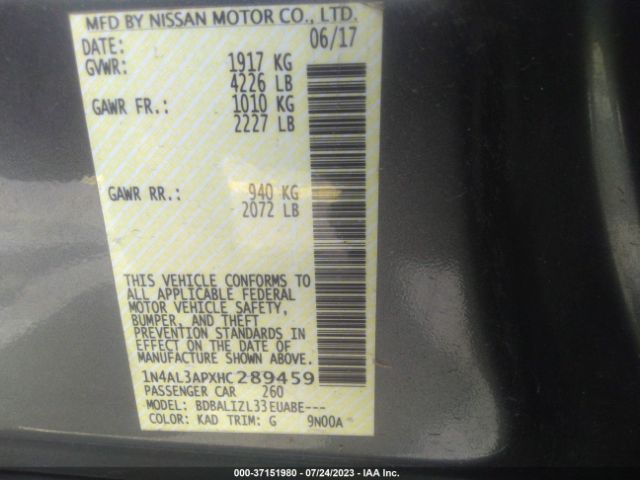 MFD BY NISSAN MOTOR CO., LTD.
DATE: 06/17
GVWR: 1917 KG
4226 LB
GAWR FR.: 1010 KG
2227 LB
GAWR RR.: 940 KG
2072 LB
THIS VEHICLE CONFORMS TO
ALL APPLICABLE FEDERAL
MOTOR VEHICLE SAFETY,
BUMPER, AND THEFT
PREVENTION STANDARDS IN
EFFECT ON THE DATE OF
MANUFACTURE SHOWN ABOVE.
1N4AL3APXHC289459
PASSENGER CAR 260
MODEL: BDBALIZL33EUABE---
COLOR: KAD TRIM: G 9N00A
000-37151980 - 07/24/2023 - IAA Inc.